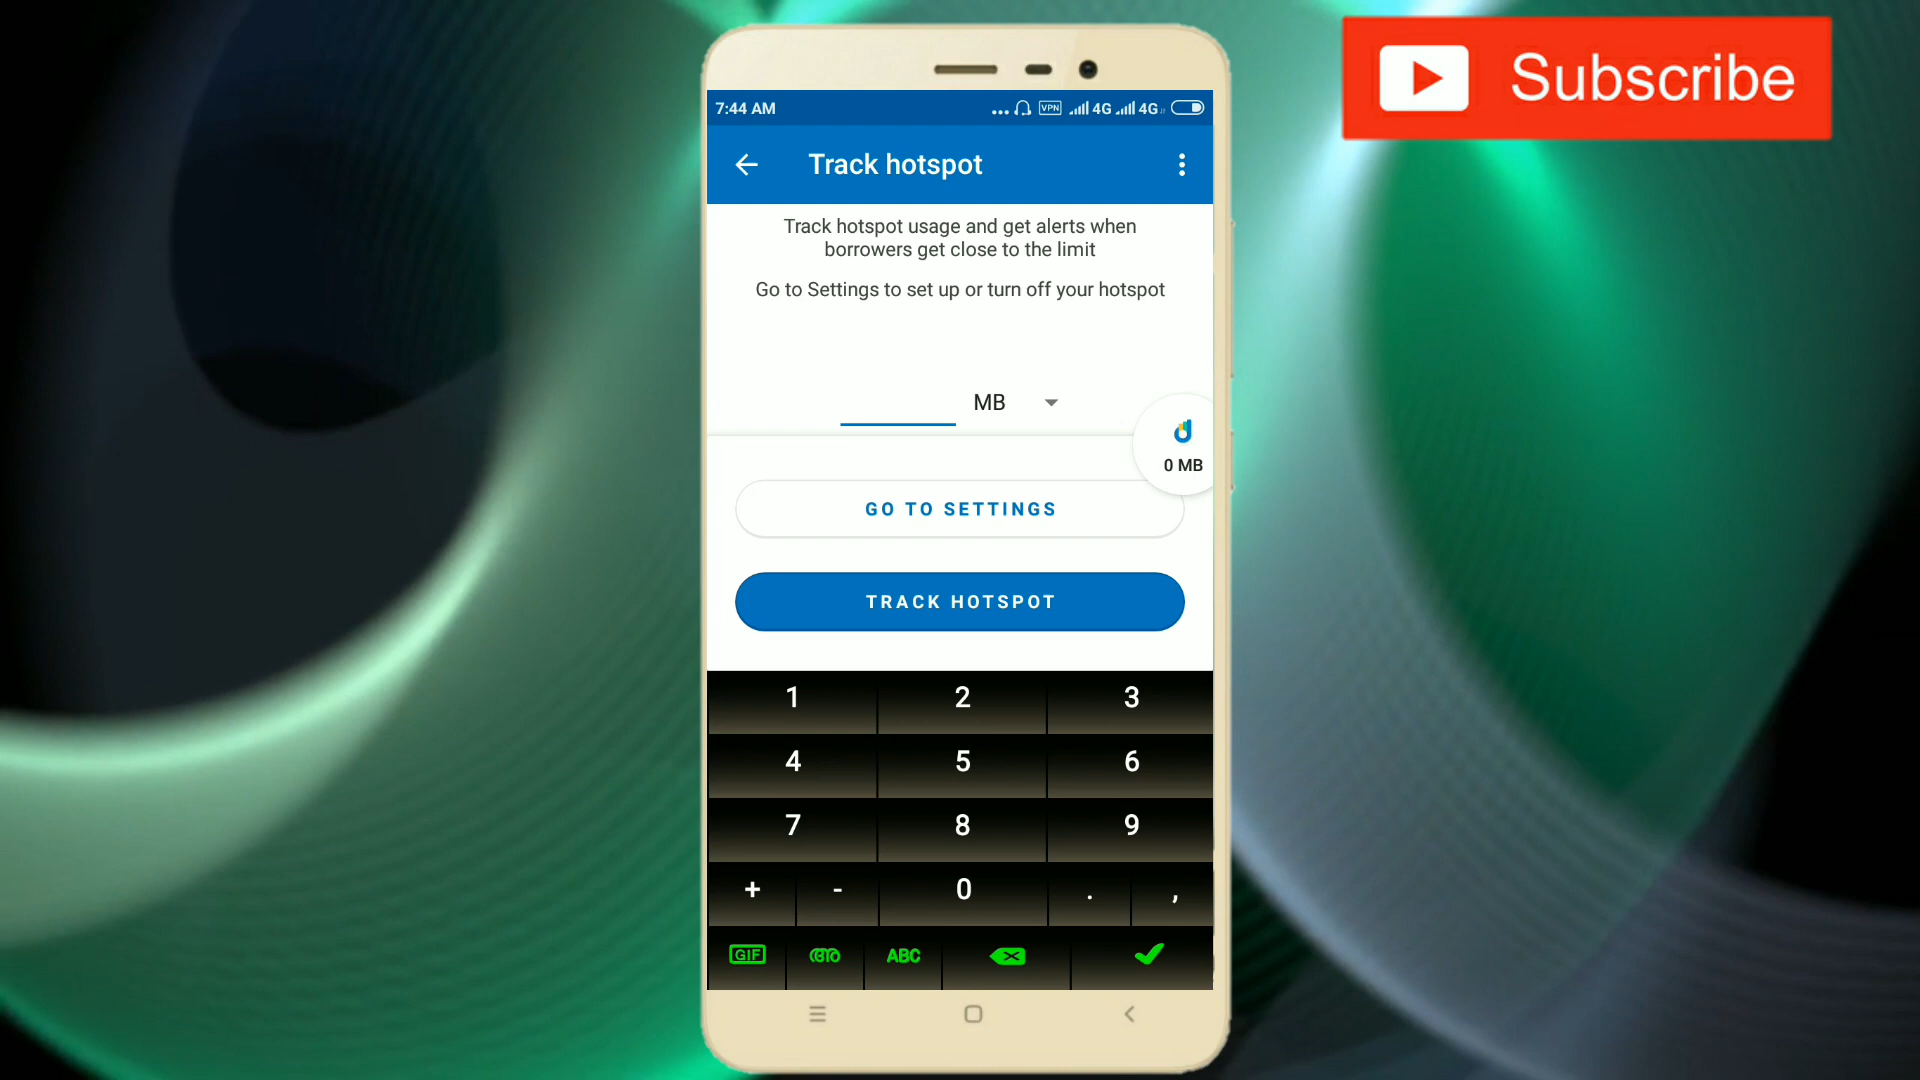 Subscribe
7:44 AM
VPN 4G 4G
Track hotspot
Track hotspot usage and get alerts when
borrowers get close to the limit
Go to Settings to set up or turn off your hotspot
MB
0 MB
GO TO SETTINGS
TRACK HOTSPOT
1 2 3
4 5 6
7 8 9
+ - 0 . ,
GIF അ ABC